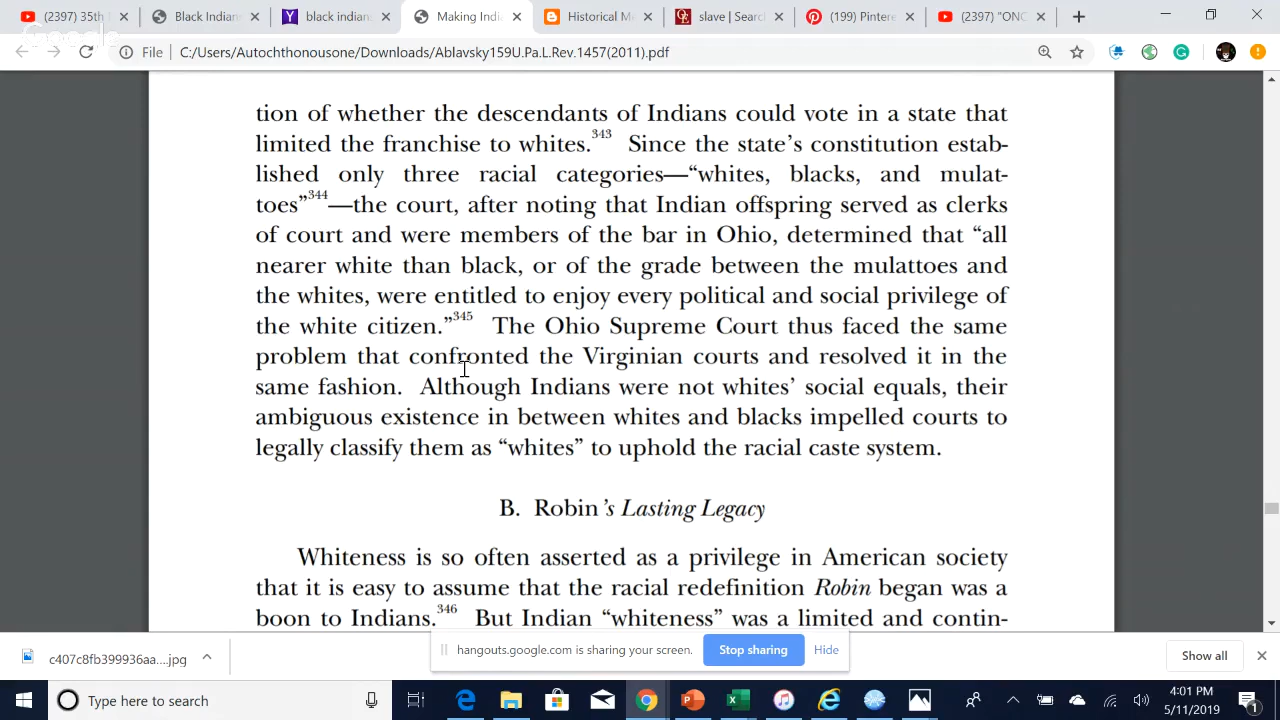 (2397) 35th
Black Indian
black indian
Making Indi
Historical M
slave | Searc
(199) Pintere
(2397) "ONC
Google
File
C:/Users/Autochthonousone/Downloads/Ablavsky159U.Pa.L.Rev.1457(2011).pdf
tion of whether the descendants of Indians could vote in a state that
limited the franchise to whites.343 Since the state's constitution estab-
lished only three racial categories—“whites, blacks, and mulat-
toes”344—the court, after noting that Indian offspring served as clerks
of court and were members of the bar in Ohio, determined that “all
nearer white than black, or of the grade between the mulattoes and
the whites, were entitled to enjoy every political and social privilege of
the white citizen.”345 The Ohio Supreme Court thus faced the same
problem that confronted the Virginian courts and resolved it in the
same fashion. Although Indians were not whites’ social equals, their
ambiguous existence in between whites and blacks impelled courts to
legally classify them as “whites” to uphold the racial caste system.
B. Robin’s Lasting Legacy
Whiteness is so often asserted as a privilege in American society
that it is easy to assume that the racial redefinition Robin began was a
boon to Indians.346 But Indian “whiteness” was a limited and contin-
hangouts.google.com is sharing your screen.
Stop sharing
Hide
c407c8fb399936aa....jpg
Show all
Type here to search
4:01 PM
5/11/2019
1